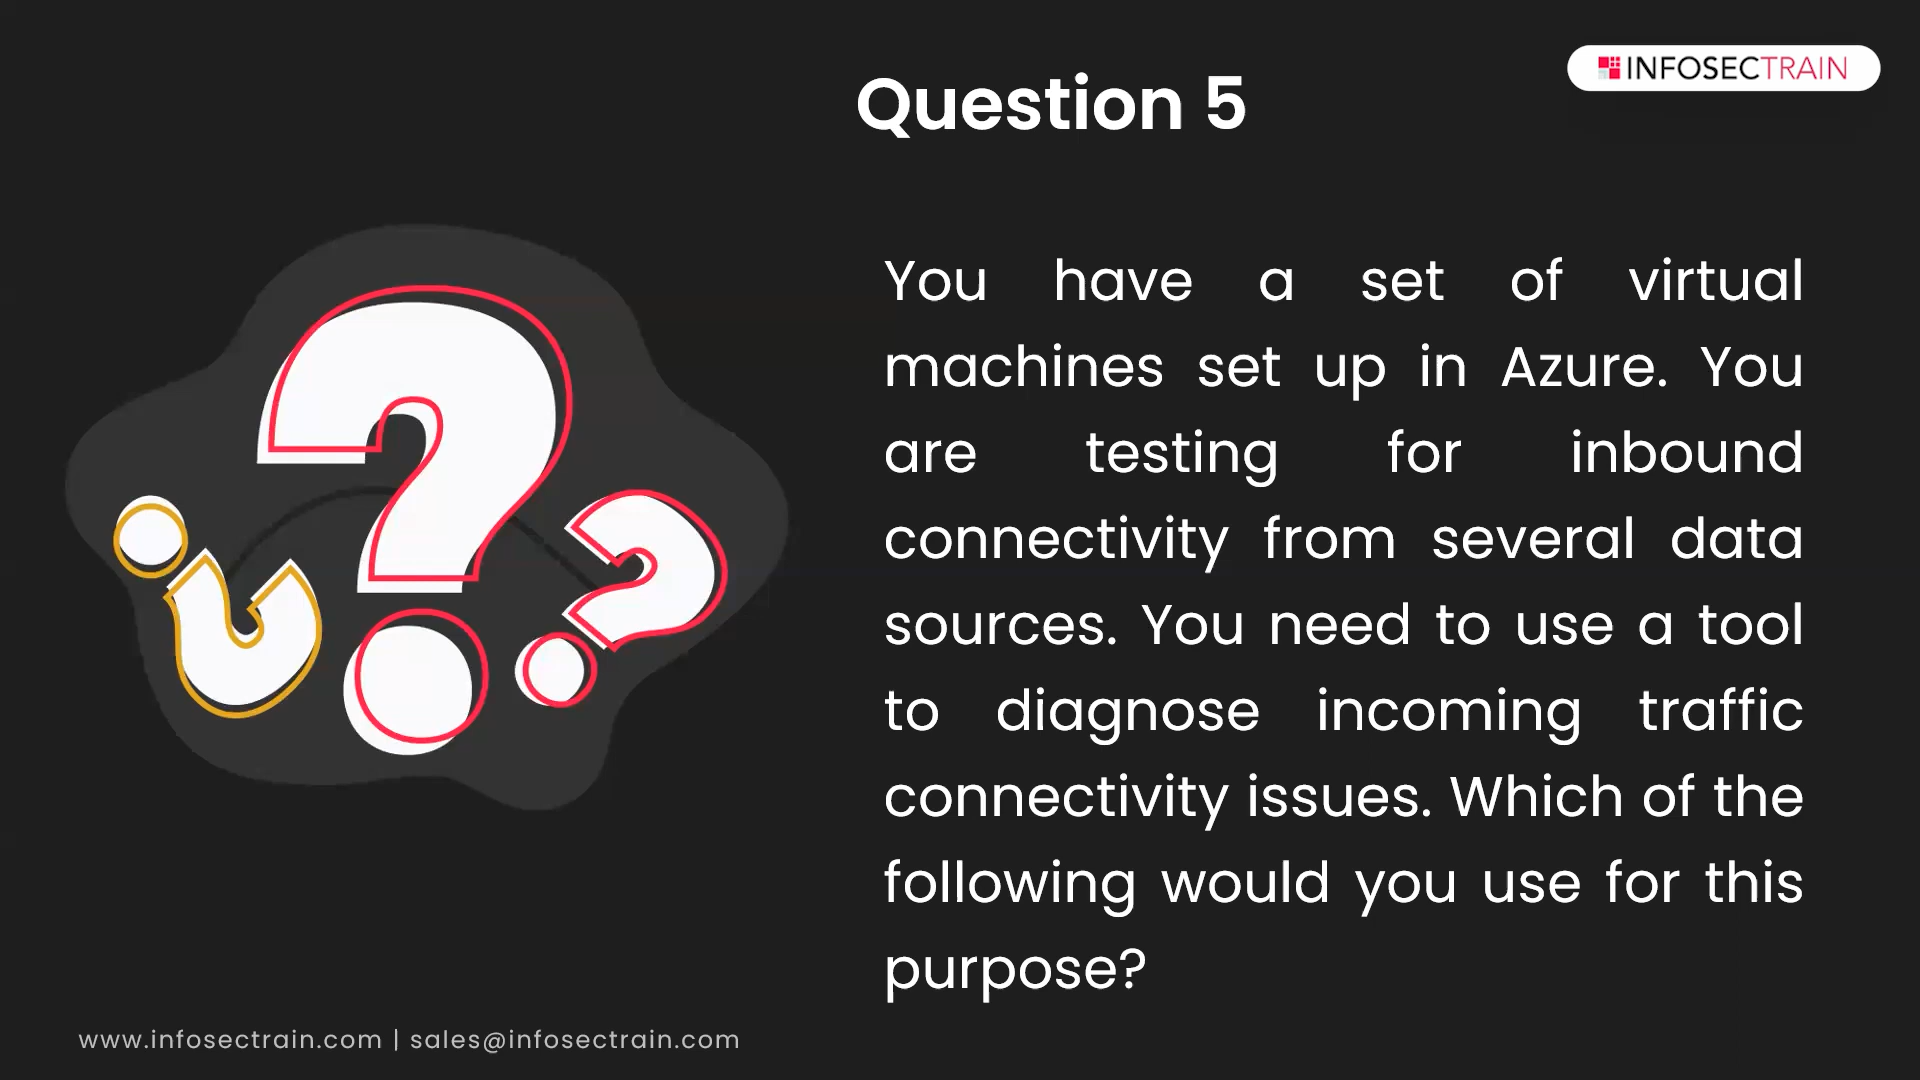 INFOSECTRAIN
Question 5
You have a set of virtual
machines set up in Azure. You
are testing for inbound
connectivity from several data
sources. You need to use a tool
to diagnose incoming traffic
connectivity issues. Which of the
following would you use for this
purpose?
www.infosectrain.com | sales@infosectrain.com